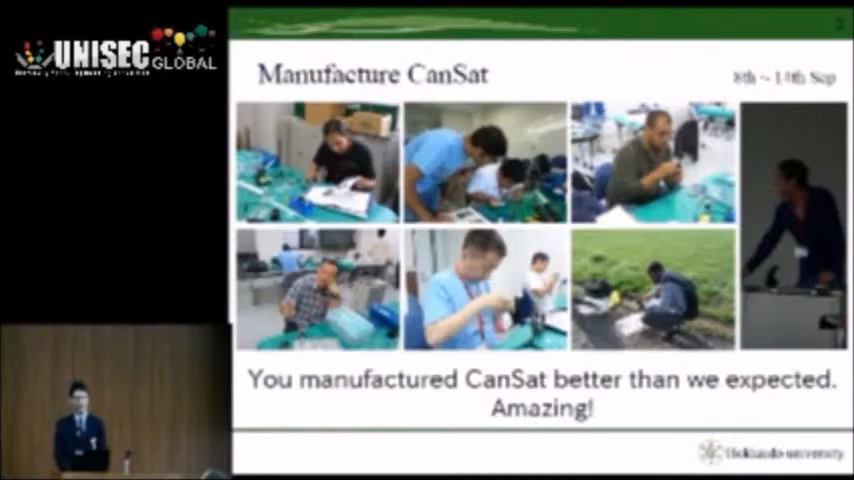 UNISEC
GLOBAL
Manufacture CanSat
8th ~ 14th Sep
You manufactured CanSat better than we expected.
Amazing!
Hokkaido university